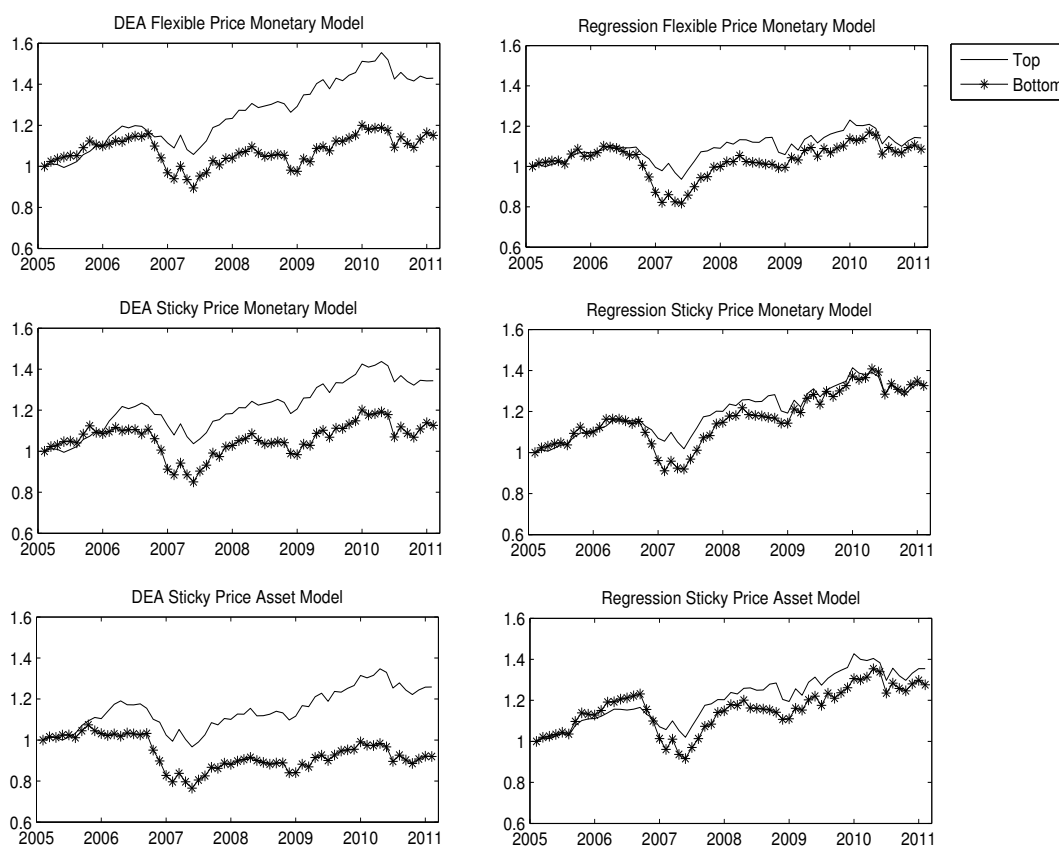 DEA Flexible Price Monetary Model
1.6
1.4
1.2
1
0.8
0.6
2005 2006 2007 2008 2009 2010 2011
Regression Flexible Price Monetary Model
1.6
1.4
1.2
1
0.8
0.6
2005 2006 2007 2008 2009 2010 2011
Top
Bottom
DEA Sticky Price Monetary Model
1.6
1.4
1.2
1
0.8
0.6
2005 2006 2007 2008 2009 2010 2011
Regression Sticky Price Monetary Model
1.6
1.4
1.2
1
0.8
0.6
2005 2006 2007 2008 2009 2010 2011
DEA Sticky Price Asset Model
1.6
1.4
1.2
1
0.8
0.6
2005 2006 2007 2008 2009 2010 2011
Regression Sticky Price Asset Model
1.6
1.4
1.2
1
0.8
0.6
2005 2006 2007 2008 2009 2010 2011